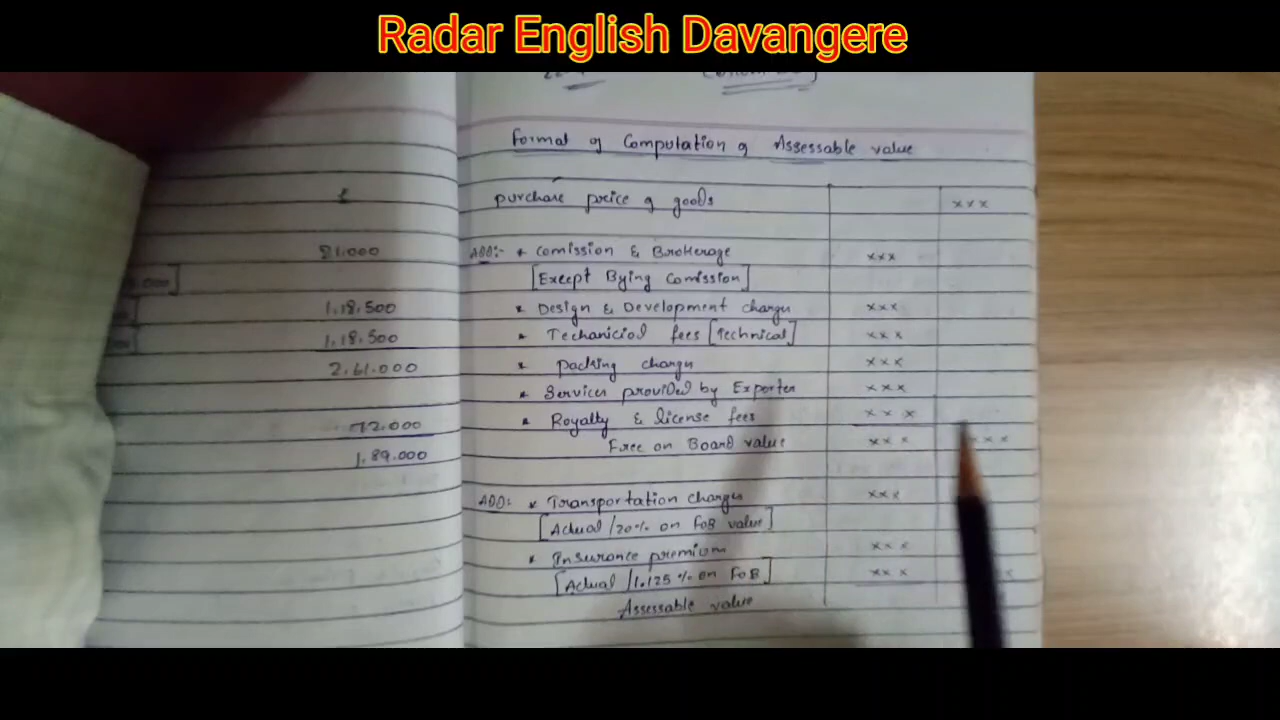 Radar English Davangere
Format of Computation of Assessable value
purchase price of goods xxx
81,000
1,18,500
1,18,500
2,61,000
72,000
1,89,000
ADD:- * Comission & Brokerage xxx
[Except Bying Comission]
* Design & Development charges xxx
* Techanicial fees [Technical] xxx
* packing charges xxx
* Services provided by Exporter xxx
* Royalty & license fees xxx
Free on Board value xxx xxx
ADD: * Transportation charges xxx
[Actual /20% on FOB value]
* Insurance premium xxx
[Actual /1.125 % on FOB] xxx
Assessable value